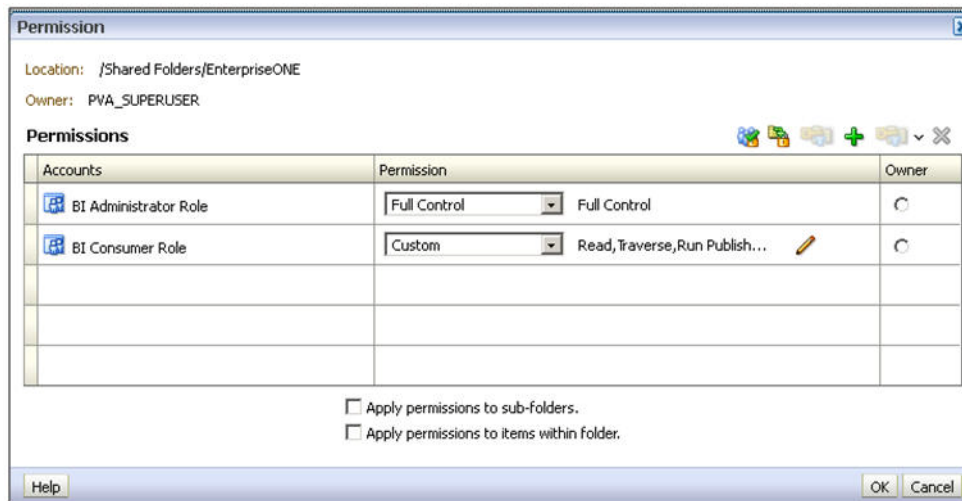 Permission
Location: /Shared Folders/EnterpriseONE
Owner: PVA_SUPERUSER
Permissions
Accounts Permission Owner
BI Administrator Role Full Control Full Control
BI Consumer Role Custom Read,Traverse,Run Publish...
Apply permissions to sub-folders.
Apply permissions to items within folder.
Help OK Cancel